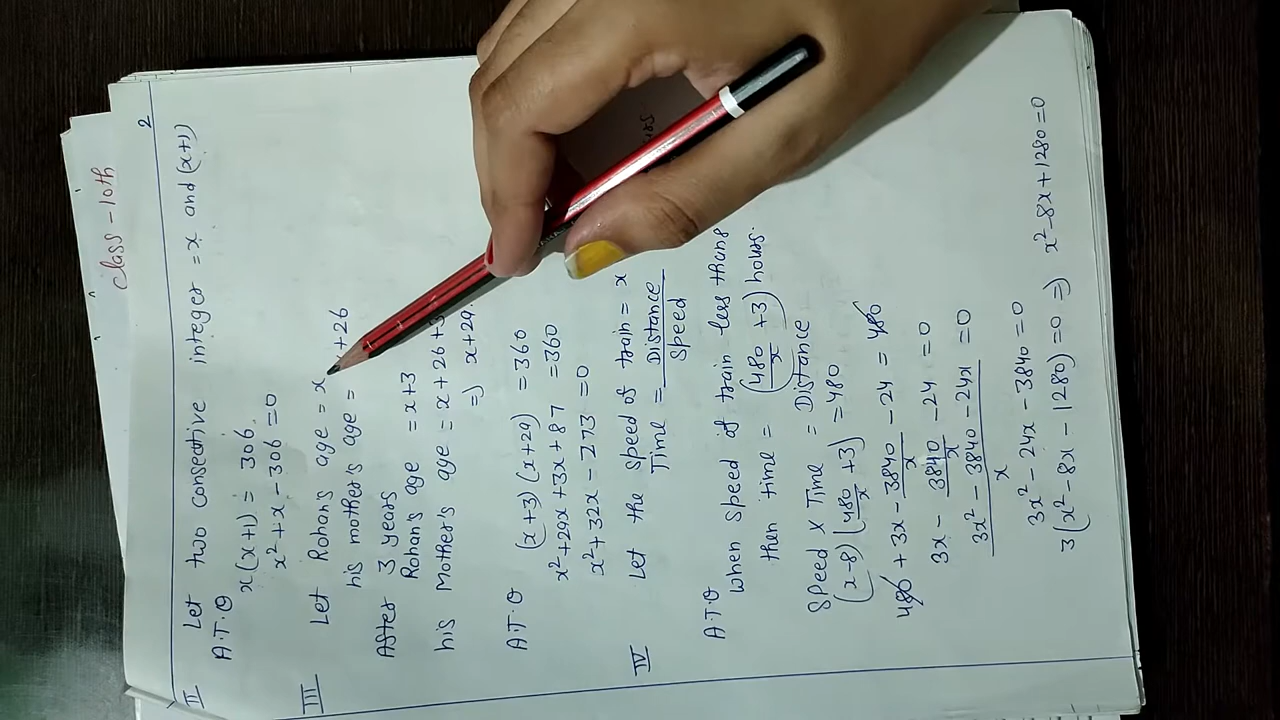 class-10th
2
II Let two consecutive integer = x and (x+1)
A.T.Q
x(x+1) = 306
x²+x-306=0
III Let Rohan's age = x
his mother's age = x+26
After 3 years
Rohan's age = x+3
his mother's age = x+26+3
=) x+29.
A.T.Q (x+3)(x+29) = 360
x²+29x+3x+87 =360
x²+32x-273=0
IV Let the speed of train = x
Time = Distance / Speed
A.T.Q
when speed of train less than 8
then time = (480/x +3) hours.
Speed X Time = Distance
(x-8)(480/x +3) =480
480 + 3x - 3840/x - 24 = 480
3x - 3840/x - 24 = 0
3x² - 3840 - 24x / x = 0
3x² - 24x - 3840 = 0
3(x²-8x-1280) =0 =) x²-8x+1280=0